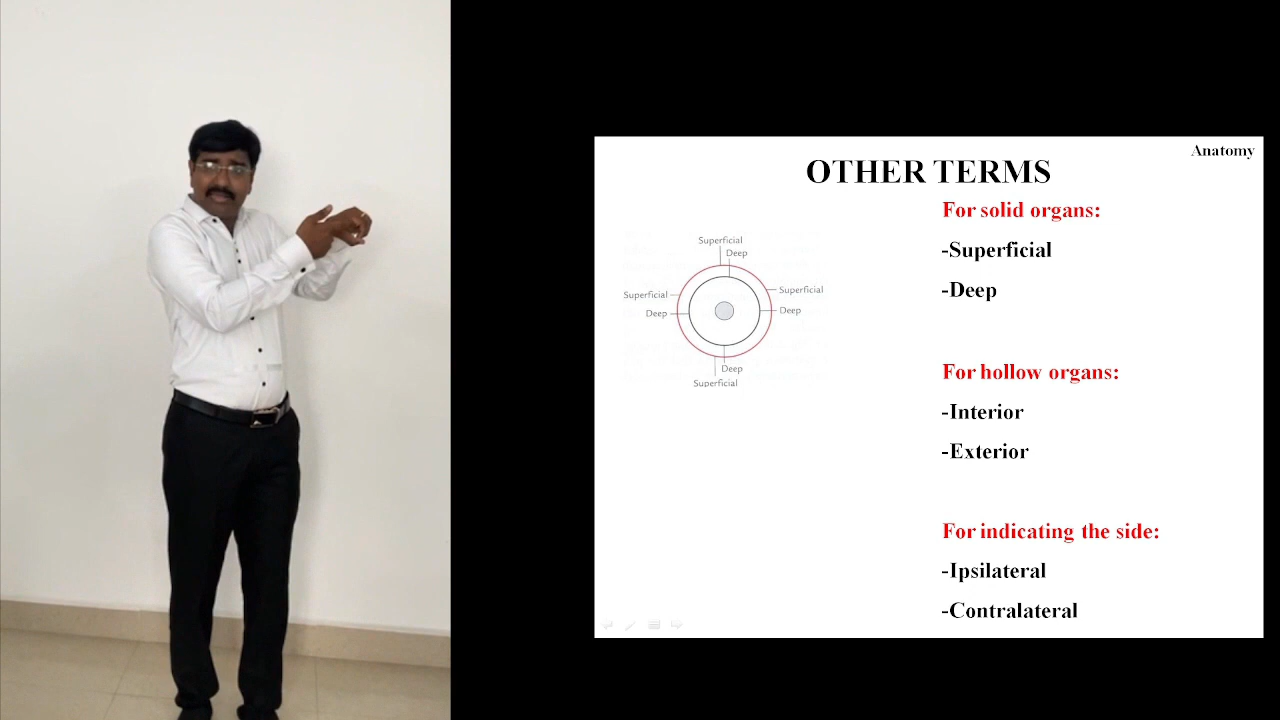 Anatomy
OTHER TERMS
For solid organs:
-Superficial
-Deep
For hollow organs:
-Interior
-Exterior
For indicating the side:
-Ipsilateral
-Contralateral
Superficial
Deep
Superficial
Superficial
Deep
Deep
Deep
Superficial